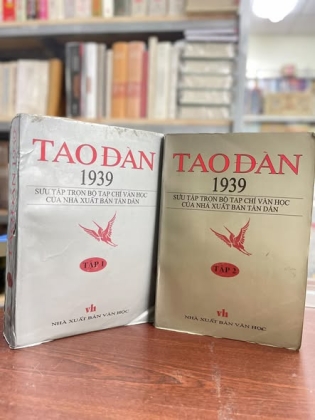 TAO ĐÀN
1939
SƯU TẬP TRỌN BỘ TẠP CHÍ VĂN HỌC
CỦA NHÀ XUẤT BẢN TÂN DÂN
TẬP 1
vh
NHÀ XUẤT BẢN VĂN HỌC
TAO ĐÀN
1939
SƯU TẬP TRỌN BỘ TẠP CHÍ VĂN HỌC
CỦA NHÀ XUẤT BẢN TÂN DÂN
TẬP 2
vh
NHÀ XUẤT BẢN VĂN HỌC